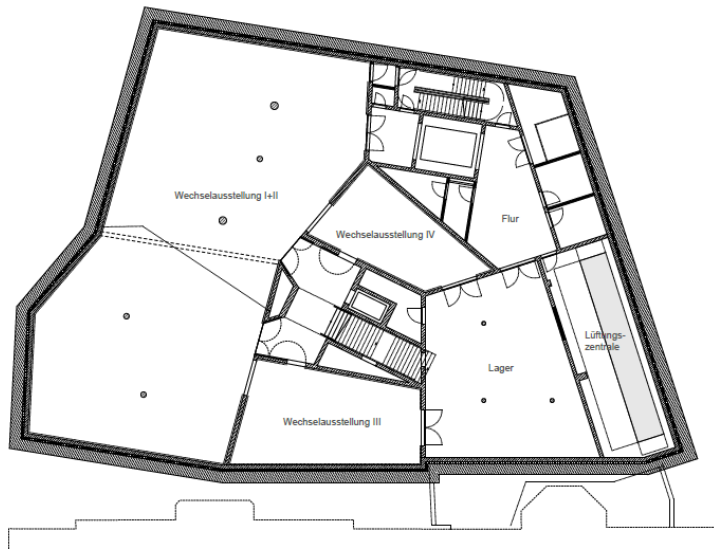 Wechselausstellung I+II
Wechselausstellung IV
Flur
Lüftungs-
zentrale
Lager
Wechselausstellung III